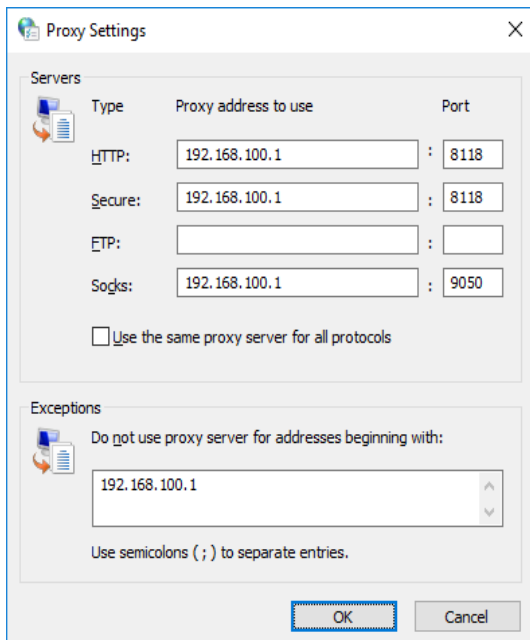 Proxy Settings
Servers
Type Proxy address to use Port
HTTP: 192.168.100.1 : 8118
Secure: 192.168.100.1 : 8118
FTP: :
Socks: 192.168.100.1 : 9050
Use the same proxy server for all protocols
Exceptions
Do not use proxy server for addresses beginning with:
192.168.100.1
Use semicolons ( ; ) to separate entries.
OK Cancel